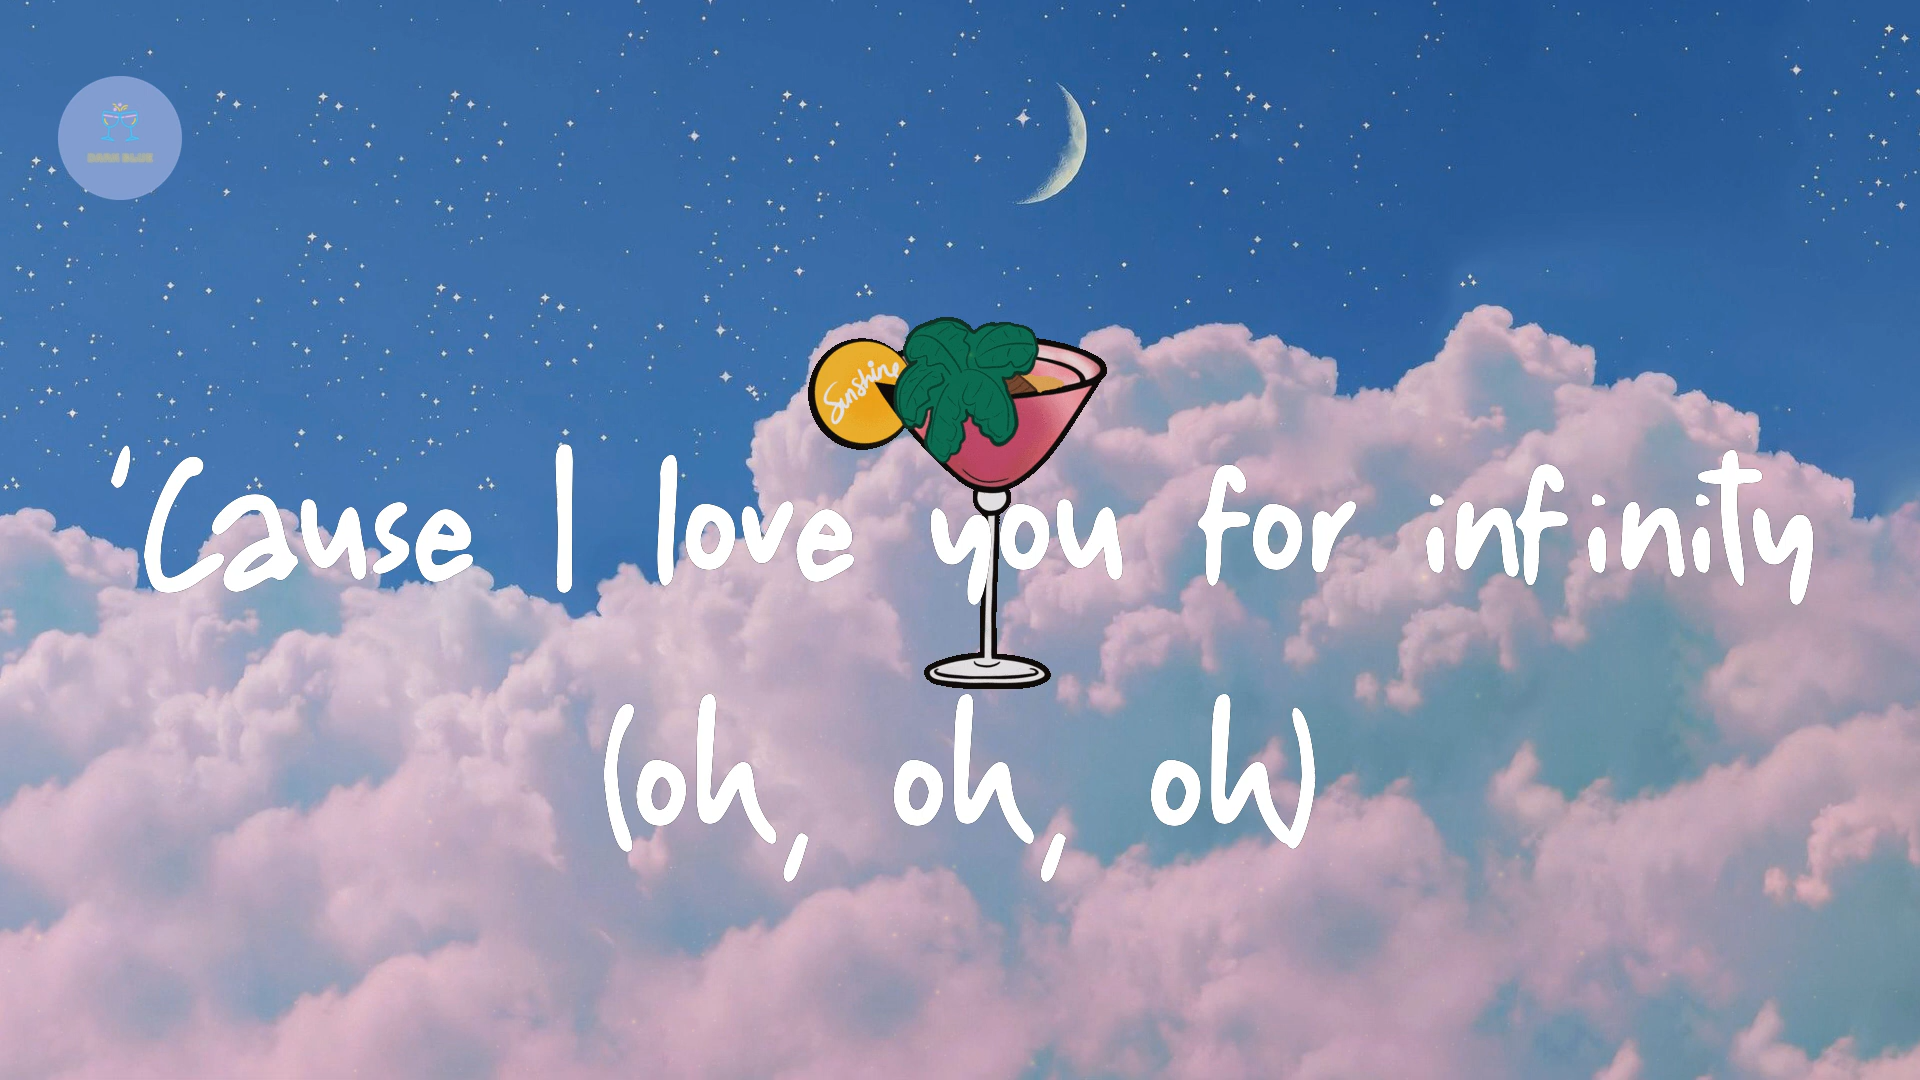 Sunshine
'Cause I love you for infinity
(oh, oh, oh)